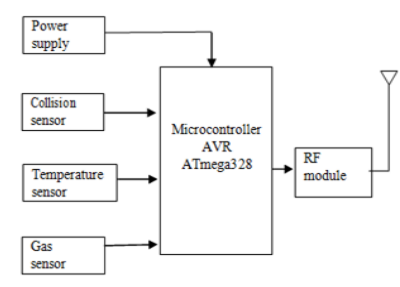 Power
supply
Collision
sensor
Microcontroller
AVR
ATmega328
Temperature
sensor
RF
module
Gas
sensor